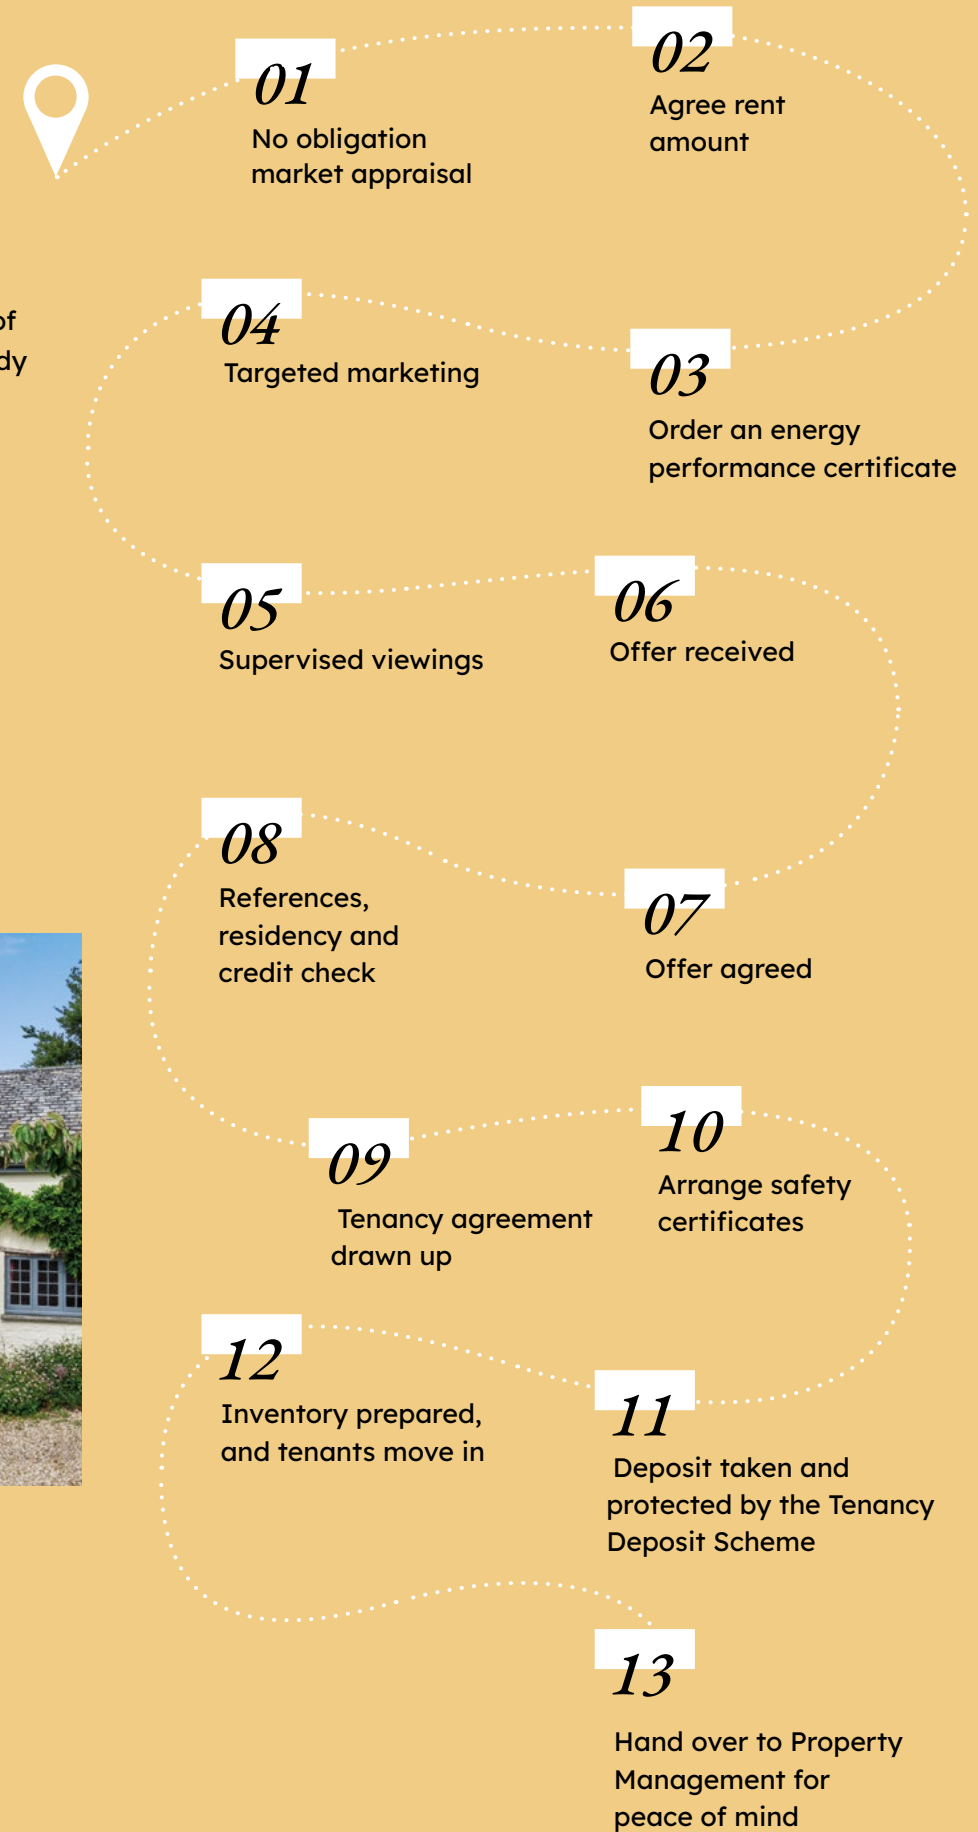 01
No obligation
market appraisal
02
Agree rent
amount
03
Order an energy
performance certificate
04
Targeted marketing
of
dy
05
Supervised viewings
06
Offer received
07
Offer agreed
08
References,
residency and
credit check
09
Tenancy agreement
drawn up
10
Arrange safety
certificates
11
Deposit taken and
protected by the Tenancy
Deposit Scheme
12
Inventory prepared,
and tenants move in
13
Hand over to Property
Management for
peace of mind